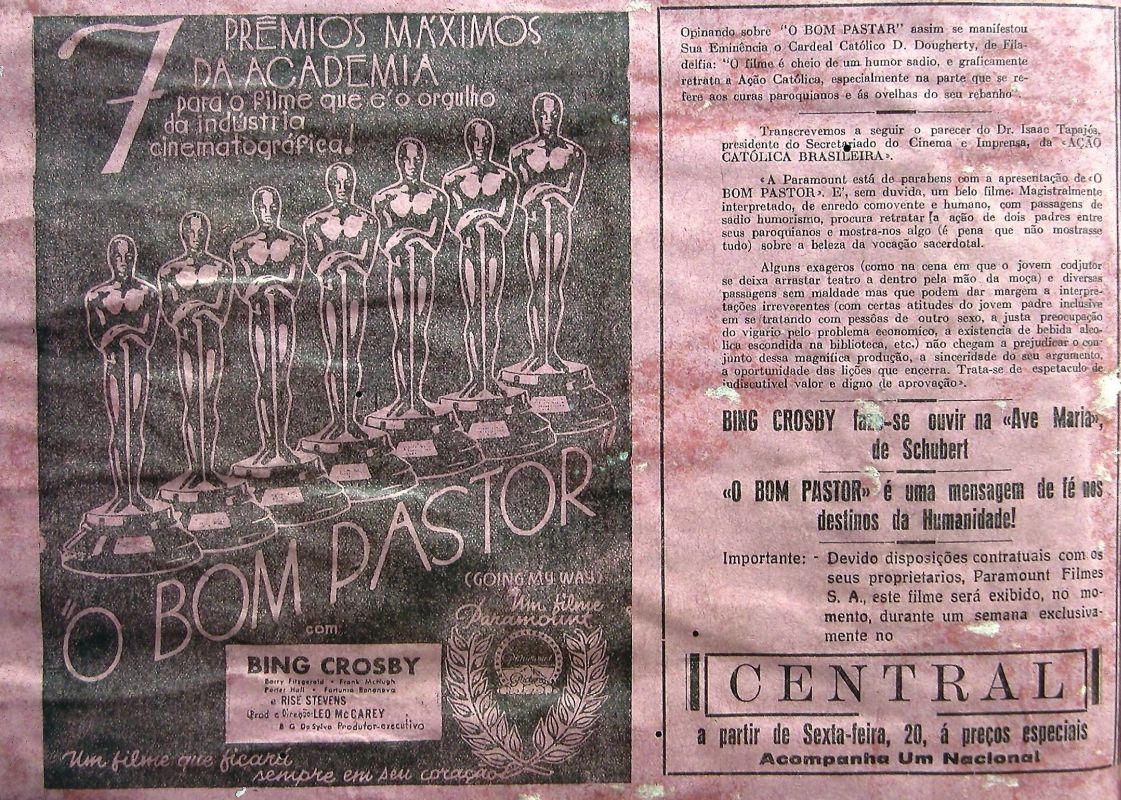 7 PRÊMIOS MÁXIMOS
DA ACADEMIA
para o filme que é o orgulho
da indústria
cinematográfica!
"O BOM PASTOR
(GOING MY WAY)
Um filme
Paramount
com
BING CROSBY
Barry Fitzgerald • Frank McHugh
Porter Hall • Fortunio Bonanova
e RISE STEVENS
Prod e Direção: LEO McCAREY
B G De Sylva Produtor-executivo
Um filme que ficará
sempre em seu coração
Opinando sobre "O BOM PASTAR" aasim se manifestou
Sua Eminência o Cardeal Católico D. Dougherty, de Fila-
delfia: "O filme é cheio de um humor sadio, e graficamente
retrata a Ação Católica, especialmente na parte que se re-
fere aos curas paroquianos e ás ovelhas do seu rebanho".
Transcrevemos a seguir o parecer do Dr. Isaac Tapajós,
presidente do Secretariado do Cinema e Imprensa, da «AÇÃO
CATÓLICA BRASILEIRA».
«A Paramount está de parabens com a apresentação de «O
BOM PASTOR». E', sem duvida, um belo filme. Magistralmente
interpretado, de enredo comovente e humano, com passagens de
sadio humorismo, procura retratar a ação de dois padres entre
seus paroquianos e mostra-nos algo (é pena que não mostrasse
tudo) sobre a beleza da vocação sacerdotal.
Alguns exageros (como na cena em que o jovem codjutor
se deixa arrastar teatro a dentro pela mão da moça) e diversas
passagens sem maldade mas que podem dar margem a interpre-
tações irreverentes (com certas atitudes do jovem padre inclusive
em se tratando com pessôas de outro sexo, a justa preocupação
do vigario pelo problema economico, a existencia de bebida alco-
lica escondida na biblioteca, etc.) não chegam a prejudicar o con-
junto dessa magnífica produção, a sinceridade do seu argumento,
a oportunidade das lições que encerra. Trata-se de espetaculo de
indiscutivel valor e digno de aprovação».
BING CROSBY faze-se ouvir na «Ave Maria»,
de Schubert
«O BOM PASTOR» é uma mensagem de fé nos
destinos da Humanidade!
Importante: - Devido disposições contratuais com os
seus proprietarios, Paramount Filmes
S. A., este filme será exibido, no mo-
mento, durante um semana exclusiva-
mente no
CENTRAL
a partir de Sexta-feira, 20, á preços especiais
Acompanha Um Nacional